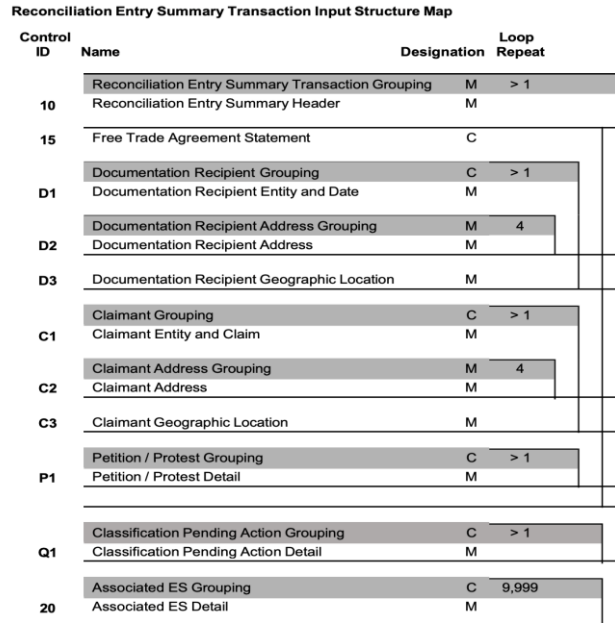 Reconciliation Entry Summary Transaction Input Structure Map
Control ID Name Designation Loop Repeat
Reconciliation Entry Summary Transaction Grouping M > 1
10 Reconciliation Entry Summary Header M
15 Free Trade Agreement Statement C
Documentation Recipient Grouping C > 1
D1 Documentation Recipient Entity and Date M
Documentation Recipient Address Grouping M 4
D2 Documentation Recipient Address M
D3 Documentation Recipient Geographic Location M
Claimant Grouping C > 1
C1 Claimant Entity and Claim M
Claimant Address Grouping M 4
C2 Claimant Address M
C3 Claimant Geographic Location M
Petition / Protest Grouping C > 1
P1 Petition / Protest Detail M
Classification Pending Action Grouping C > 1
Q1 Classification Pending Action Detail M
Associated ES Grouping C 9,999
20 Associated ES Detail M